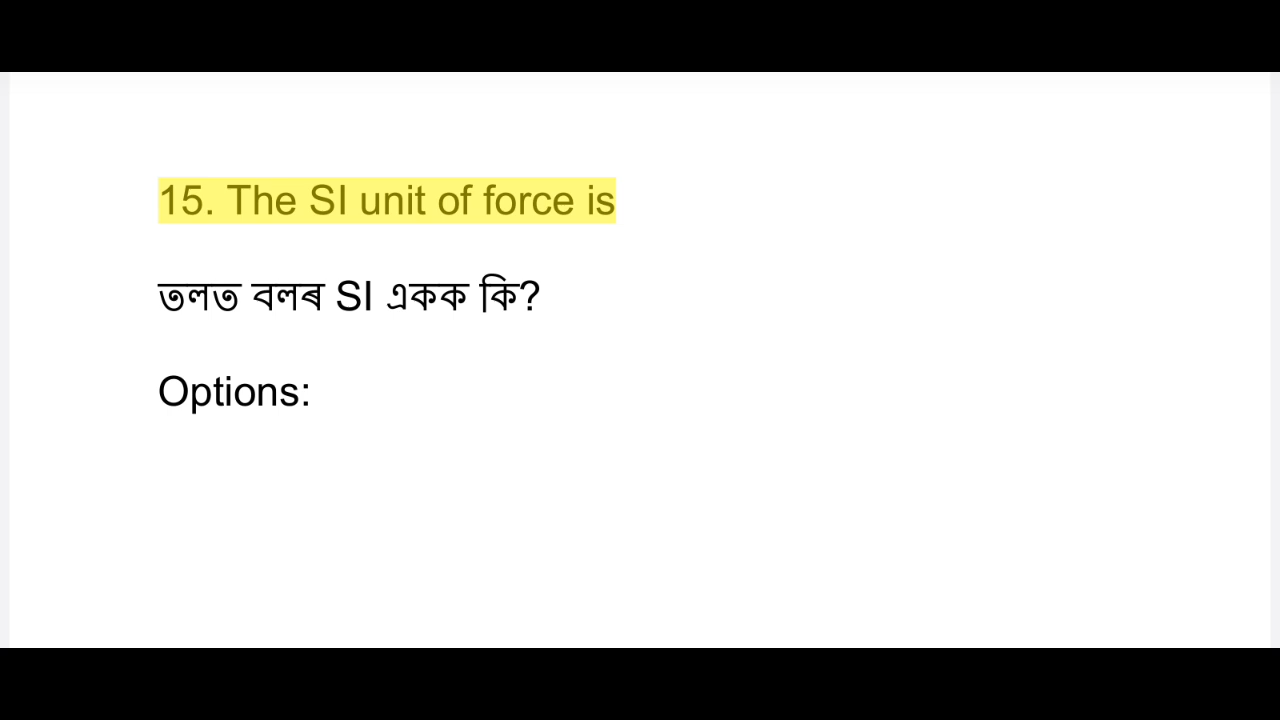 15. The SI unit of force is
তলত বলৰ SI একক কি?
Options: